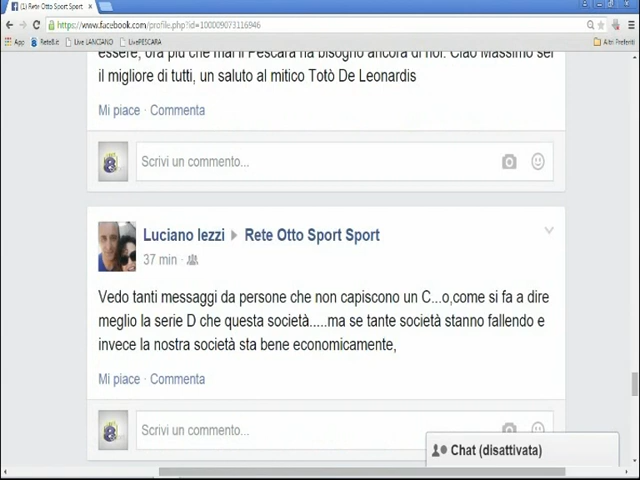 (1) Rete Otto Sport Sport
https://www.facebook.com/profile.php?id=100009073116946
App Rete8.it Live LANCIANO LivePESCARA Altri Preferiti
essere, ora più che mai il Pescara ha bisogno ancora di noi. Ciao Massimo sei
il migliore di tutti, un saluto al mitico Totò De Leonardis
Mi piace · Commenta
Scrivi un commento...
Luciano Iezzi Rete Otto Sport Sport
37 min ·
Vedo tanti messaggi da persone che non capiscono un C...o,come si fa a dire
meglio la serie D che questa società.....ma se tante società stanno fallendo e
invece la nostra società sta bene economicamente,
Mi piace · Commenta
Scrivi un commento...
Chat (disattivata)